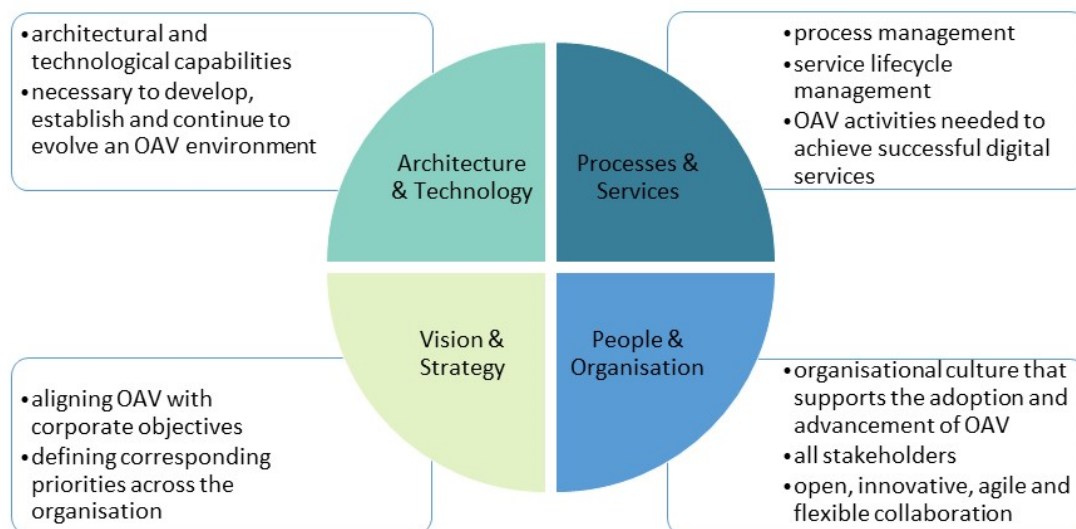 •architectural and
technological capabilities
•necessary to develop,
establish and continue to
evolve an OAV environment
Architecture
& Technology
Processes &
Services
•process management
•service lifecycle
management
•OAV activities needed to
achieve successful digital
services
Vision &
Strategy
People &
Organisation
•aligning OAV with
corporate objectives
•defining corresponding
priorities across the
organisation
•organisational culture that
supports the adoption and
advancement of OAV
•all stakeholders
•open, innovative, agile and
flexible collaboration